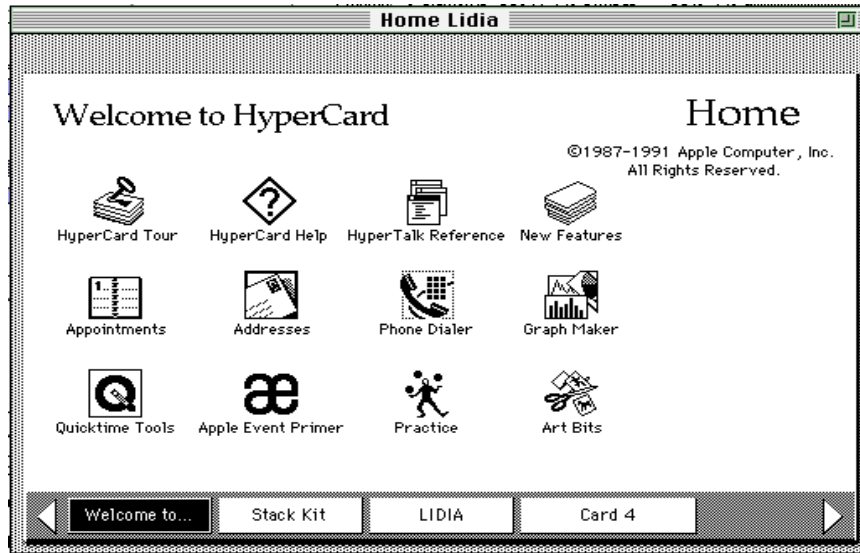 Home Lidia
Welcome to HyperCard
Home
©1987-1991 Apple Computer, Inc.
All Rights Reserved.
HyperCard Tour
HyperCard Help
HyperTalk Reference
New Features
1..
Appointments
Addresses
Phone Dialer
Graph Maker
Q
æ
Quicktime Tools
Apple Event Primer
Practice
Art Bits
Welcome to...
Stack Kit
LIDIA
Card 4